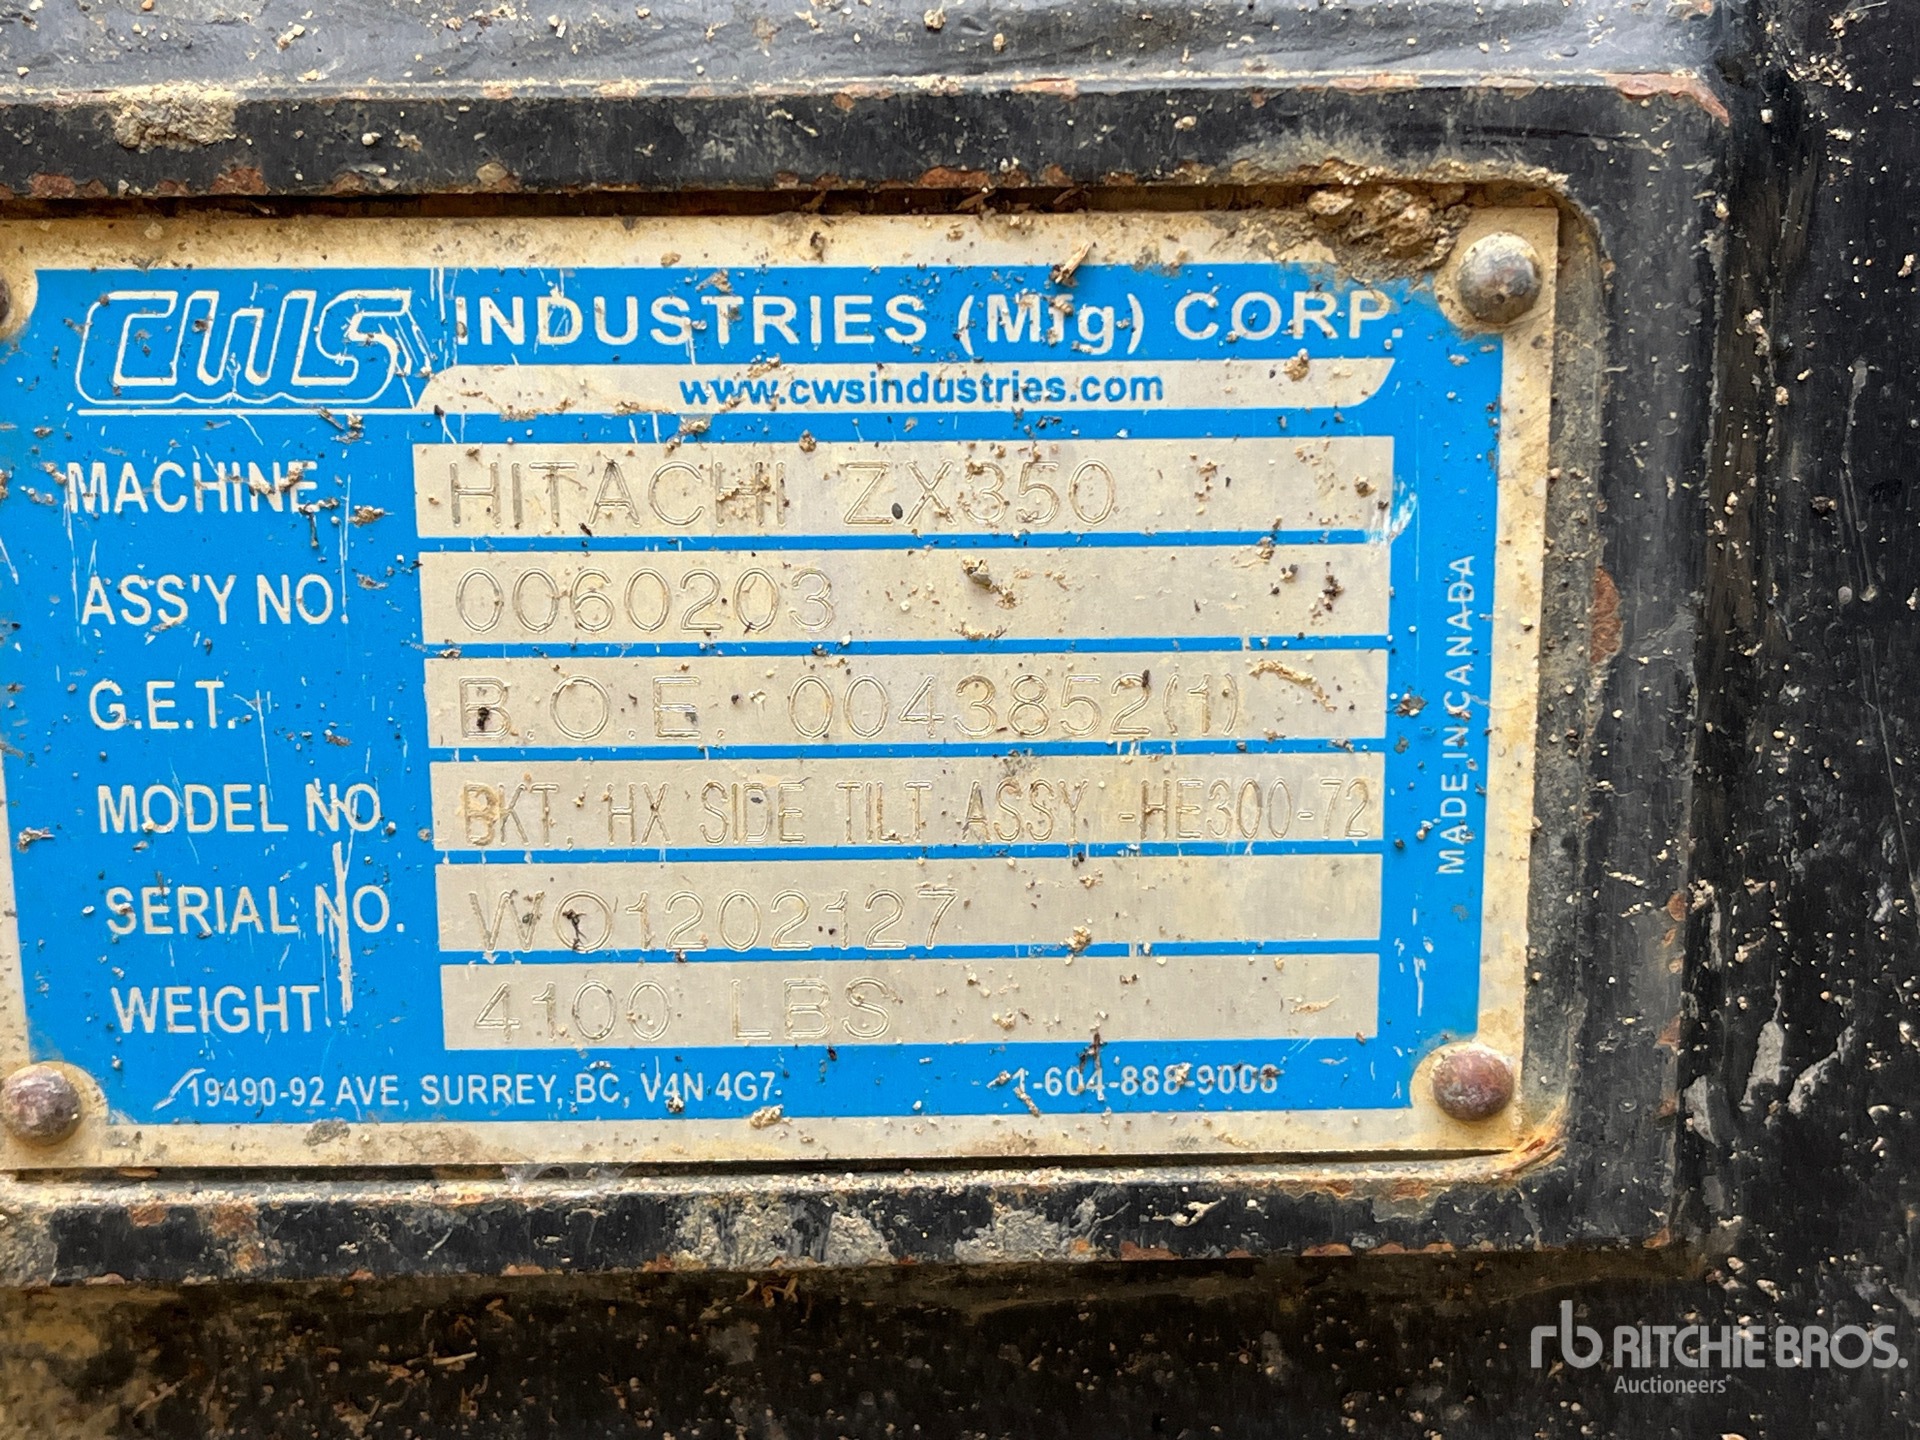 CWS INDUSTRIES (Mfg) CORP.
www.cwsindustries.com
MACHINE HITACHI ZX350
ASS'Y NO. 0060203
G.E.T. B.O.E. 0043852(1)
MODEL NO. BKT, HX SIDE TILT ASSY -HE300-72
SERIAL NO. WO1202127
WEIGHT 4100 LBS
19490-92 AVE, SURREY, BC, V4N 4G7
1-604-888-9008
MADE IN CANADA
rb RITCHIE BROS.
Auctioneers